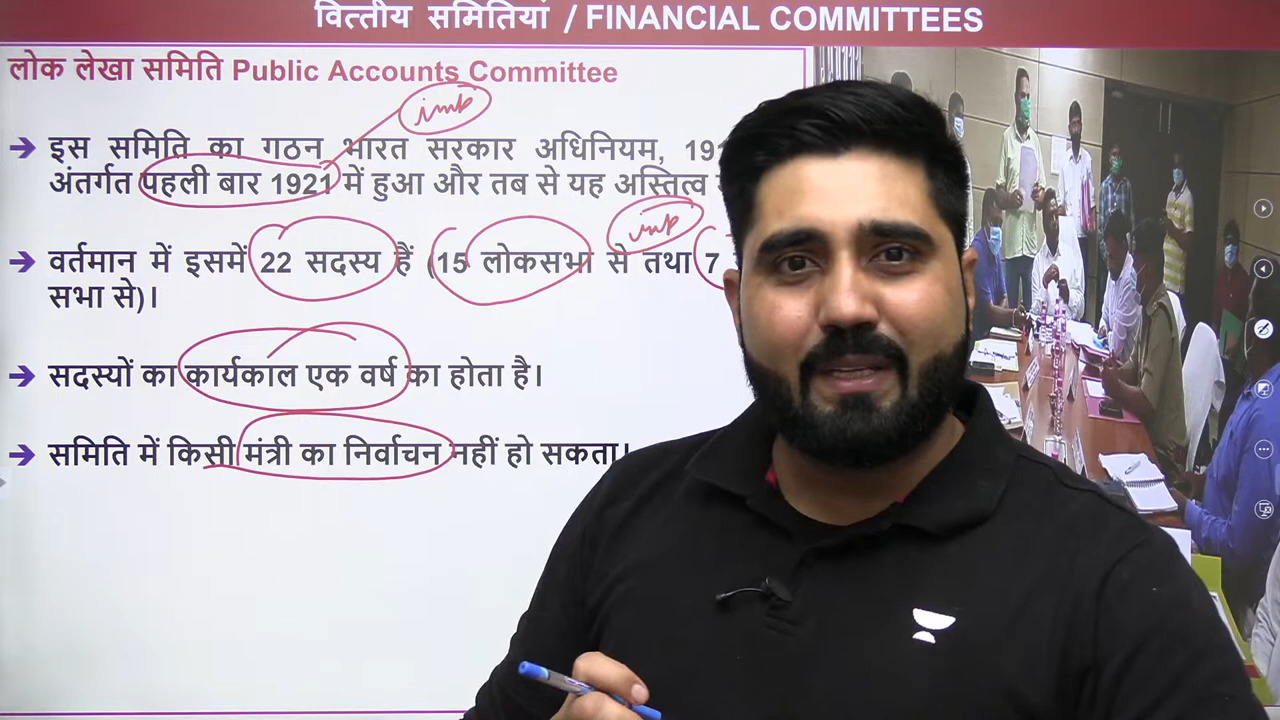 वित्तीय समितियां / FINANCIAL COMMITTEES
लोक लेखा समिति Public Accounts Committee
imp
→ इस समिति का गठन भारत सरकार अधिनियम,
अंतर्गत पहली बार 1921 में हुआ और तब से यह अस्तित्व
imp
→ वर्तमान में इसमें 22 सदस्य हैं (15 लोकसभा से तथा 7
सभा से)।
→ सदस्यों का कार्यकाल एक वर्ष का होता है।
→ समिति में किसी मंत्री का निर्वाचन नहीं हो सकता।